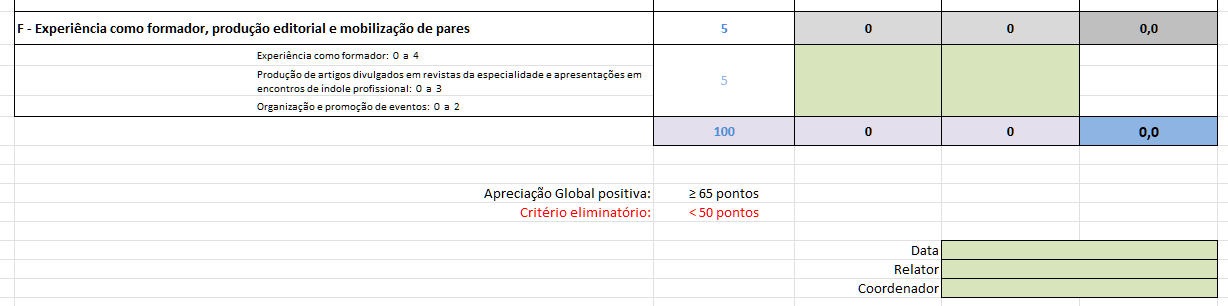 F - Experiência como formador, produção editorial e mobilização de pares 5 0 0 0,0
Experiência como formador: 0 a 4
Produção de artigos divulgados em revistas da especialidade e apresentações em
encontros de índole profissional: 0 a 3
5
Organização e promoção de eventos: 0 a 2
100 0 0 0,0
Apreciação Global positiva: ≥ 65 pontos
Critério eliminatório: < 50 pontos
Data
Relator
Coordenador